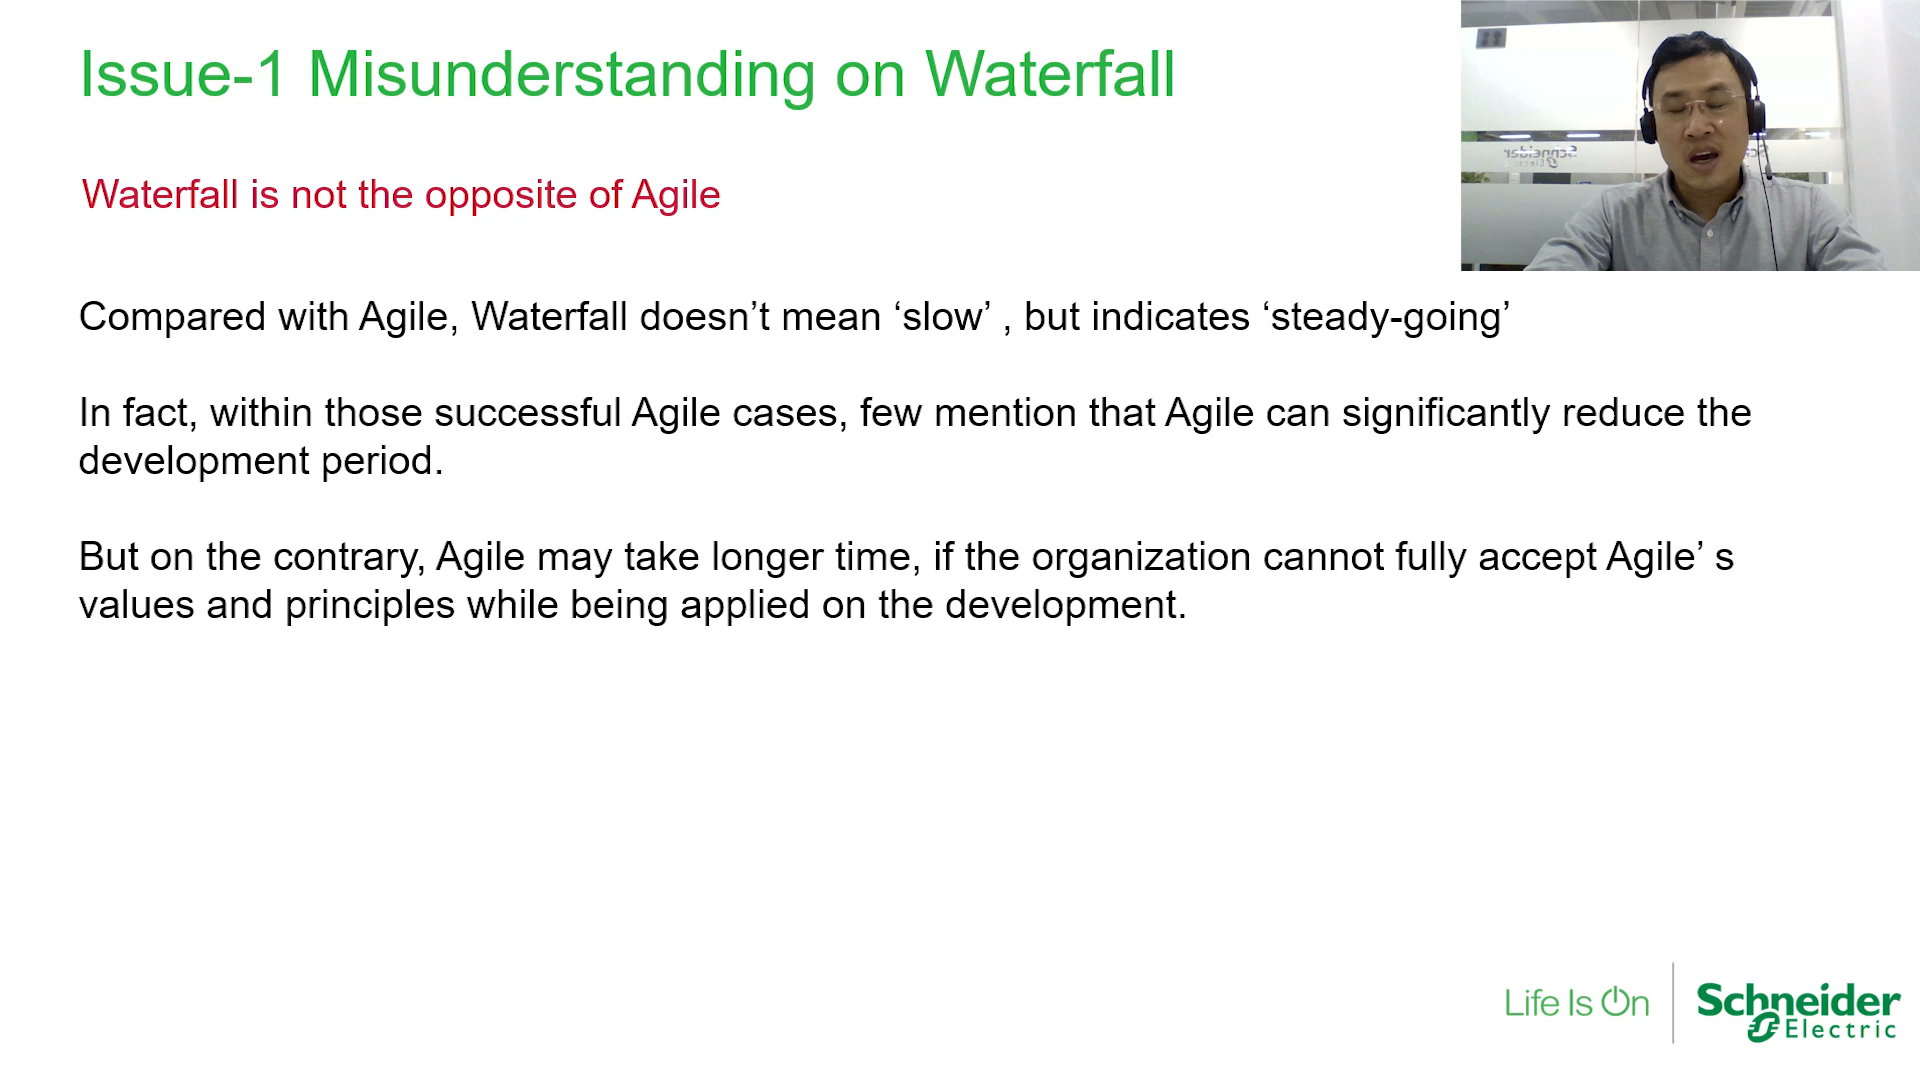 Issue-1 Misunderstanding on Waterfall
Waterfall is not the opposite of Agile
Compared with Agile, Waterfall doesn’t mean ‘slow’ , but indicates ‘steady-going’
In fact, within those successful Agile cases, few mention that Agile can significantly reduce the
development period.
But on the contrary, Agile may take longer time, if the organization cannot fully accept Agile’ s
values and principles while being applied on the development.
Schneider
Electric
Life Is On
Schneider
Electric